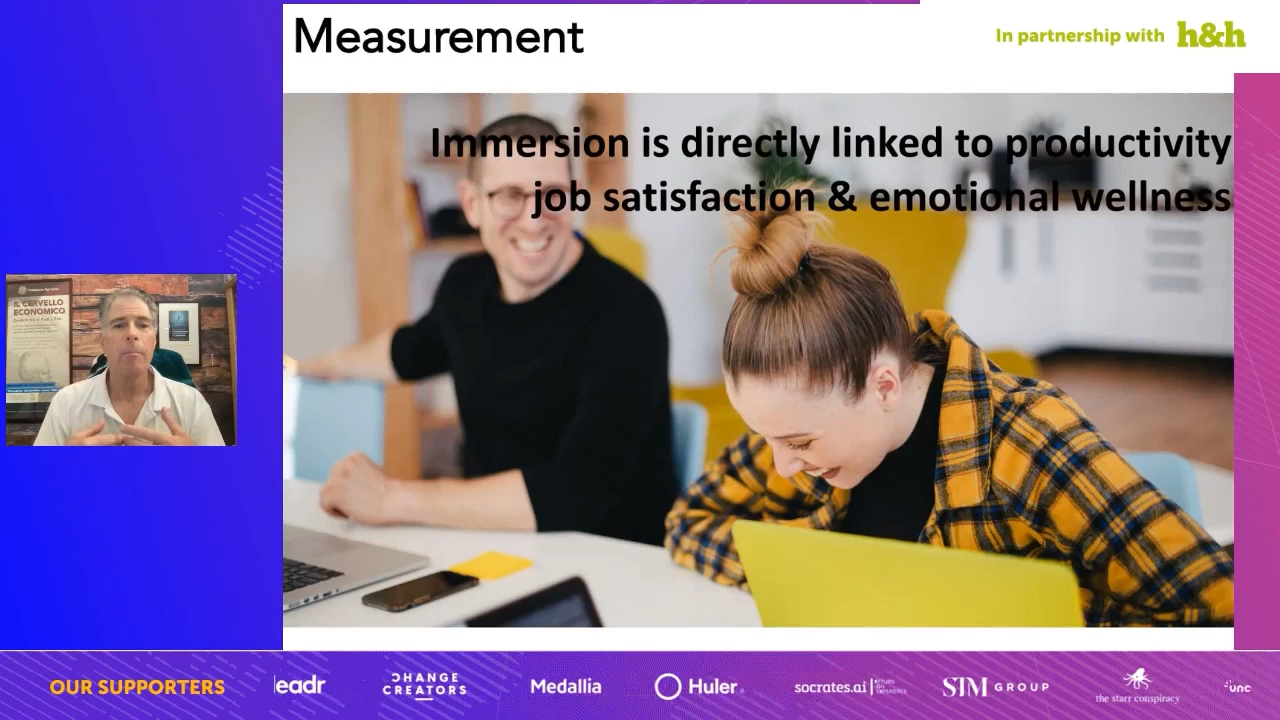 Measurement
In partnership with h&h
Immersion is directly linked to productivity
job satisfaction & emotional wellness
IL CERVELLO
ECONOMICO
OUR SUPPORTERS
leadr
CHANGE
CREATORS
Medallia
Huler
socrates.ai
STM GROUP
the starr conspiracy
unc